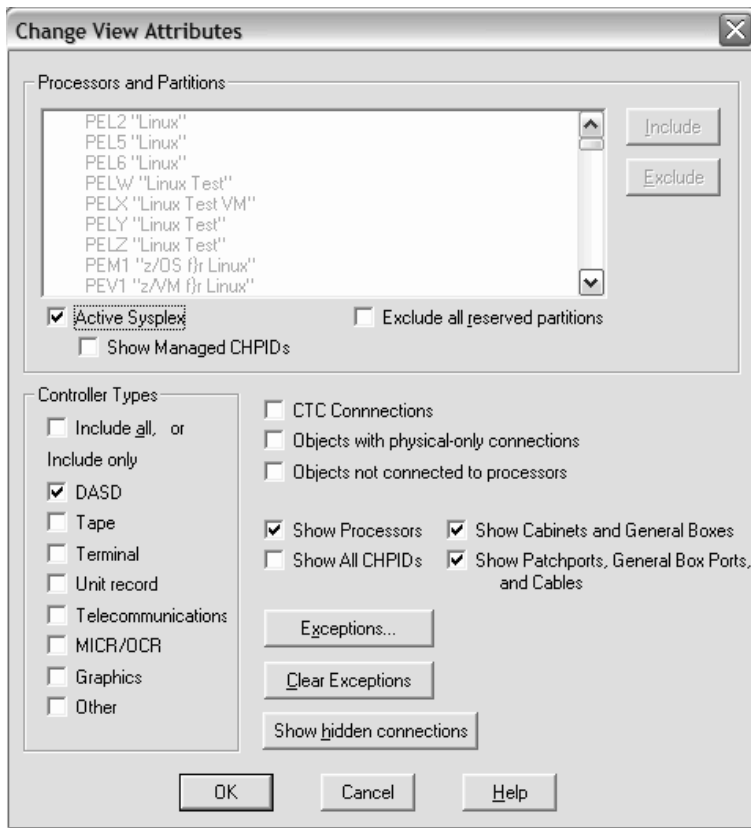 Change View Attributes
Processors and Partitions
PEL2 "Linux"
PEL5 "Linux"
PEL6 "Linux"
PELW "Linux Test"
PELX "Linux Test VM"
PELY "Linux Test"
PELZ "Linux Test"
PEM1 "z/OS f}r Linux"
PEV1 "z/VM f}r Linux"
Include
Exclude
Active Sysplex
Exclude all reserved partitions
Show Managed CHPIDs
Controller Types
Include all, or
Include only
DASD
Tape
Terminal
Unit record
Telecommunications
MICR/OCR
Graphics
Other
CTC Connnections
Objects with physical-only connections
Objects not connected to processors
Show Processors
Show Cabinets and General Boxes
Show All CHPIDs
Show Patchports, General Box Ports,
and Cables
Exceptions...
Clear Exceptions
Show hidden connections
OK
Cancel
Help